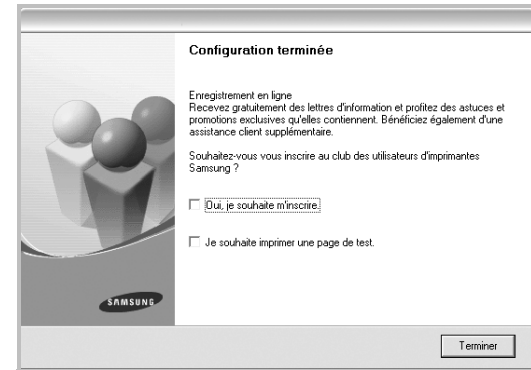 Configuration terminée
Enregistrement en ligne
Recevez gratuitement des lettres d'information et profitez des astuces et
promotions exclusives qu'elles contiennent. Bénéficiez également d'une
assistance client supplémentaire.
Souhaitez-vous vous inscrire au club des utilisateurs d'imprimantes
Samsung ?
Oui, je souhaite m'inscrire.
Je souhaite imprimer une page de test.
SAMSUNG
Terminer